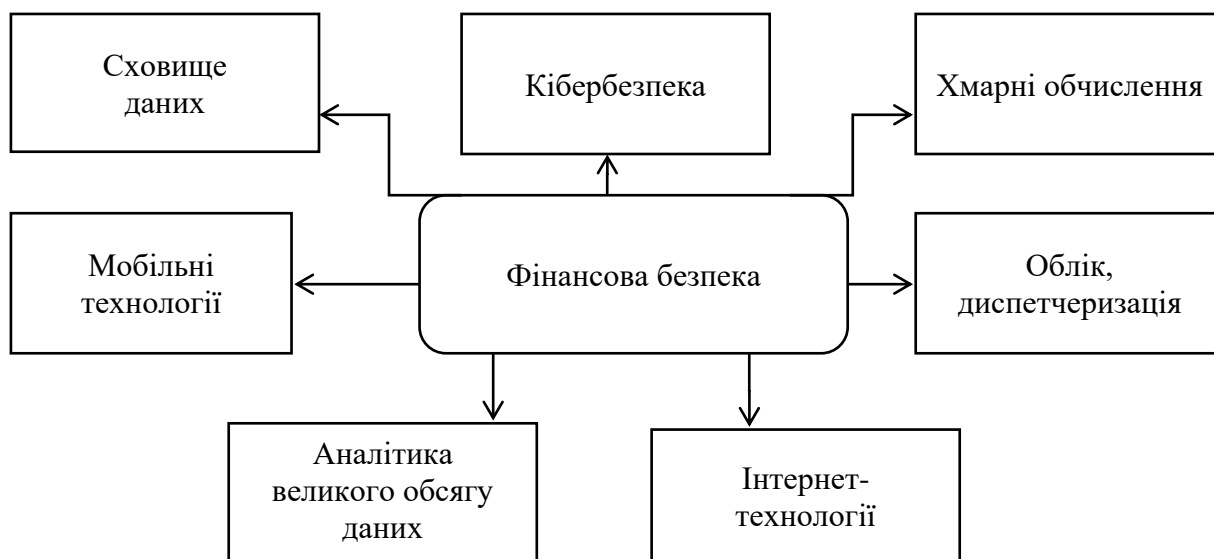 Сховище
даних
Кібербезпека
Хмарні обчислення
Мобільні
технології
Фінансова безпека
Облік,
диспетчеризація
Аналітика
великого обсягу
даних
Інтернет-
технології